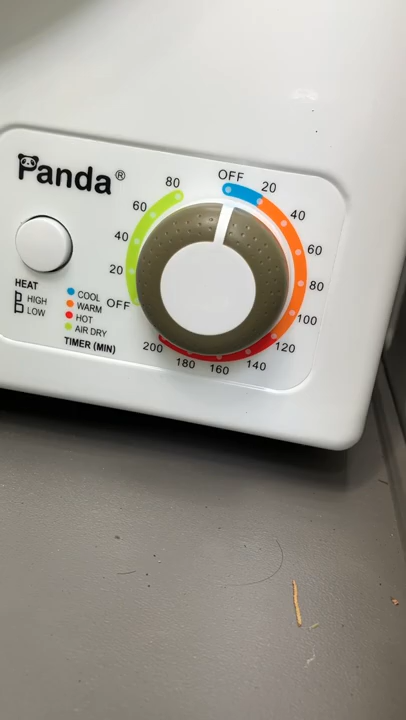 Panda®
OFF
20
40
60
80
100
120
140
160
180
200
OFF
20
40
60
80
HEAT
HIGH
LOW
COOL
WARM
HOT
AIR DRY
TIMER (MIN)